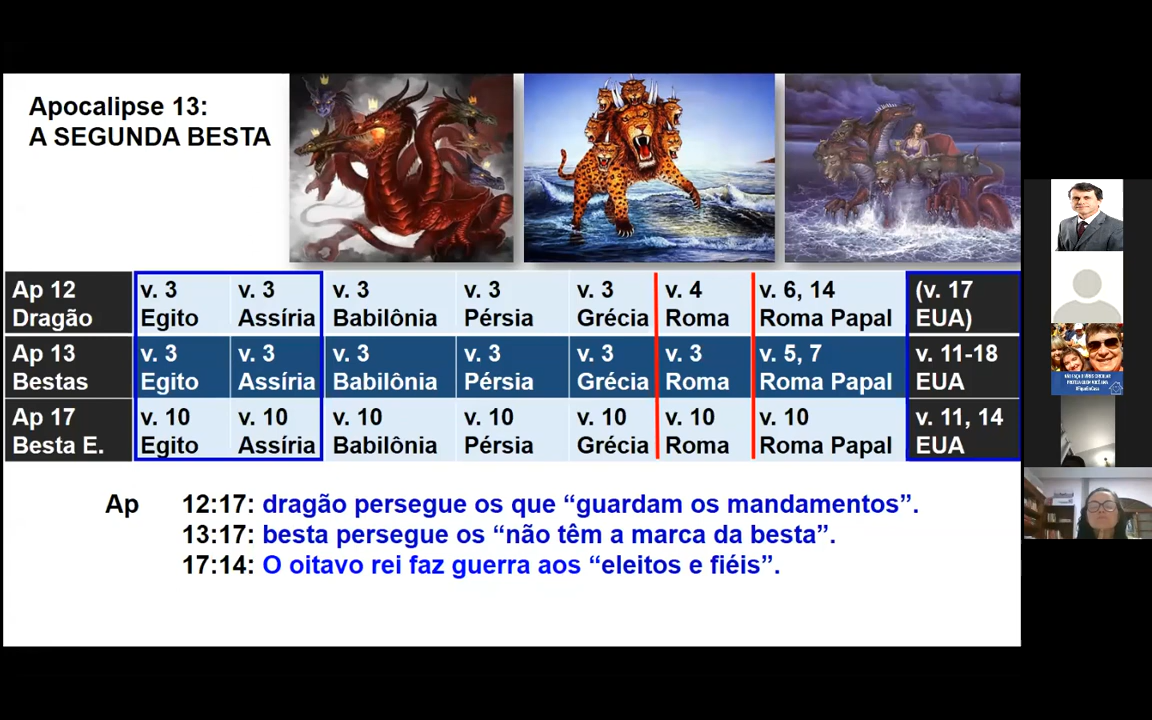 Apocalipse 13:
A SEGUNDA BESTA
Ap 12 v. 3 v. 3 v. 3 v. 3 v. 3 v. 4 v. 6, 14 (v. 17
Dragão Egito Assíria Babilônia Pérsia Grécia Roma Roma Papal EUA)
Ap 13 v. 3 v. 3 v. 3 v. 3 v. 3 v. 3 v. 5, 7 v. 11-18
Bestas Egito Assíria Babilônia Pérsia Grécia Roma Roma Papal EUA
Ap 17 v. 10 v. 10 v. 10 v. 10 v. 10 v. 10 v. 10 v. 11, 14
Besta E. Egito Assíria Babilônia Pérsia Grécia Roma Roma Papal EUA
Ap 12:17: dragão persegue os que “guardam os mandamentos”.
13:17: besta persegue os “não têm a marca da besta”.
17:14: O oitavo rei faz guerra aos “eleitos e fiéis”.